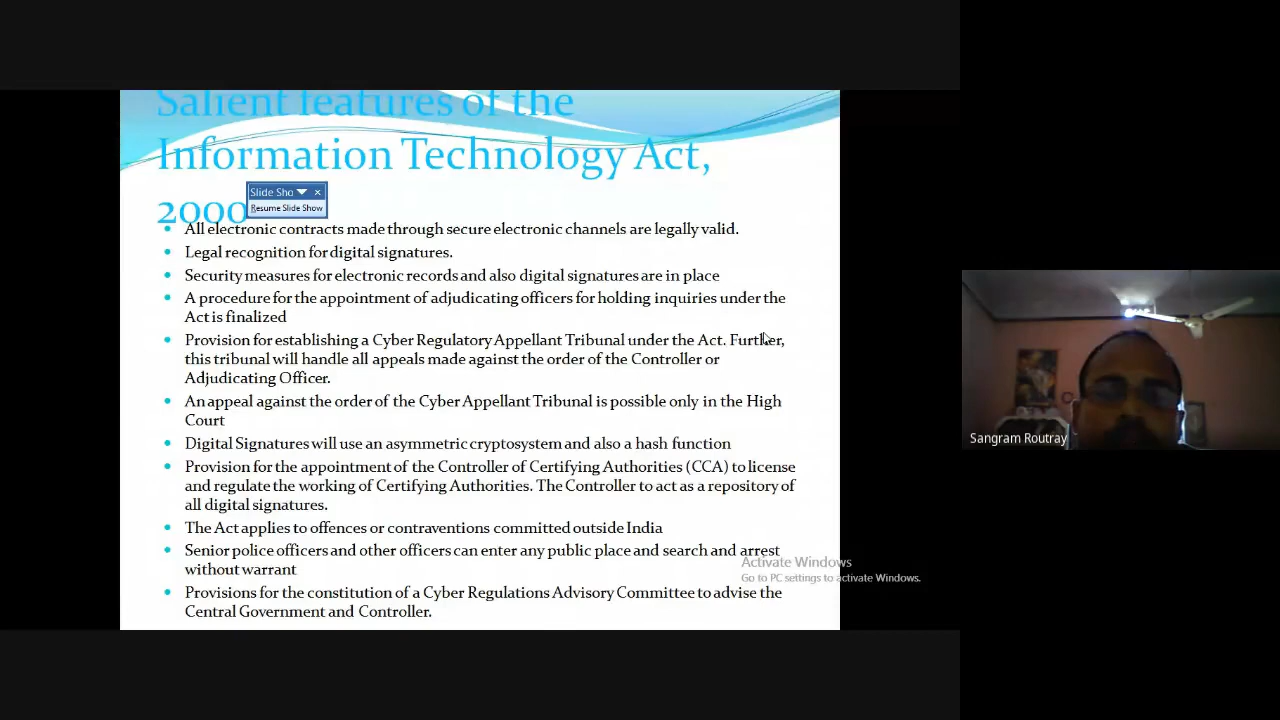 Salient features of the
Information Technology Act,
2000
Slide Sho
Resume Slide Show
All electronic contracts made through secure electronic channels are legally valid.
Legal recognition for digital signatures.
Security measures for electronic records and also digital signatures are in place
A procedure for the appointment of adjudicating officers for holding inquiries under the
Act is finalized
Provision for establishing a Cyber Regulatory Appellant Tribunal under the Act. Further,
this tribunal will handle all appeals made against the order of the Controller or
Adjudicating Officer.
An appeal against the order of the Cyber Appellant Tribunal is possible only in the High
Court
Digital Signatures will use an asymmetric cryptosystem and also a hash function
Provision for the appointment of the Controller of Certifying Authorities (CCA) to license
and regulate the working of Certifying Authorities. The Controller to act as a repository of
all digital signatures.
The Act applies to offences or contraventions committed outside India
Senior police officers and other officers can enter any public place and search and arrest
without warrant
Provisions for the constitution of a Cyber Regulations Advisory Committee to advise the
Central Government and Controller.
Activate Windows
Go to PC settings to activate Windows.
Sangram Routray